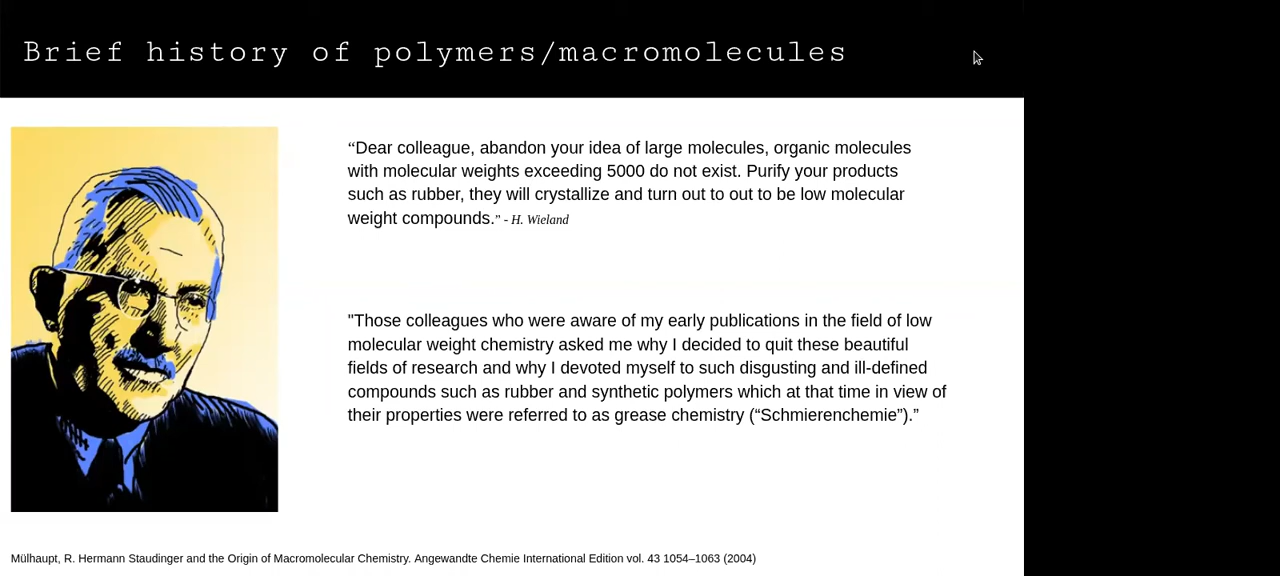 Brief history of polymers/macromolecules
“Dear colleague, abandon your idea of large molecules, organic molecules
with molecular weights exceeding 5000 do not exist. Purify your products
such as rubber, they will crystallize and turn out to out to be low molecular
weight compounds.” - H. Wieland
"Those colleagues who were aware of my early publications in the field of low
molecular weight chemistry asked me why I decided to quit these beautiful
fields of research and why I devoted myself to such disgusting and ill-defined
compounds such as rubber and synthetic polymers which at that time in view of
their properties were referred to as grease chemistry (“Schmierenchemie”).”
Mülhaupt, R. Hermann Staudinger and the Origin of Macromolecular Chemistry. Angewandte Chemie International Edition vol. 43 1054–1063 (2004)